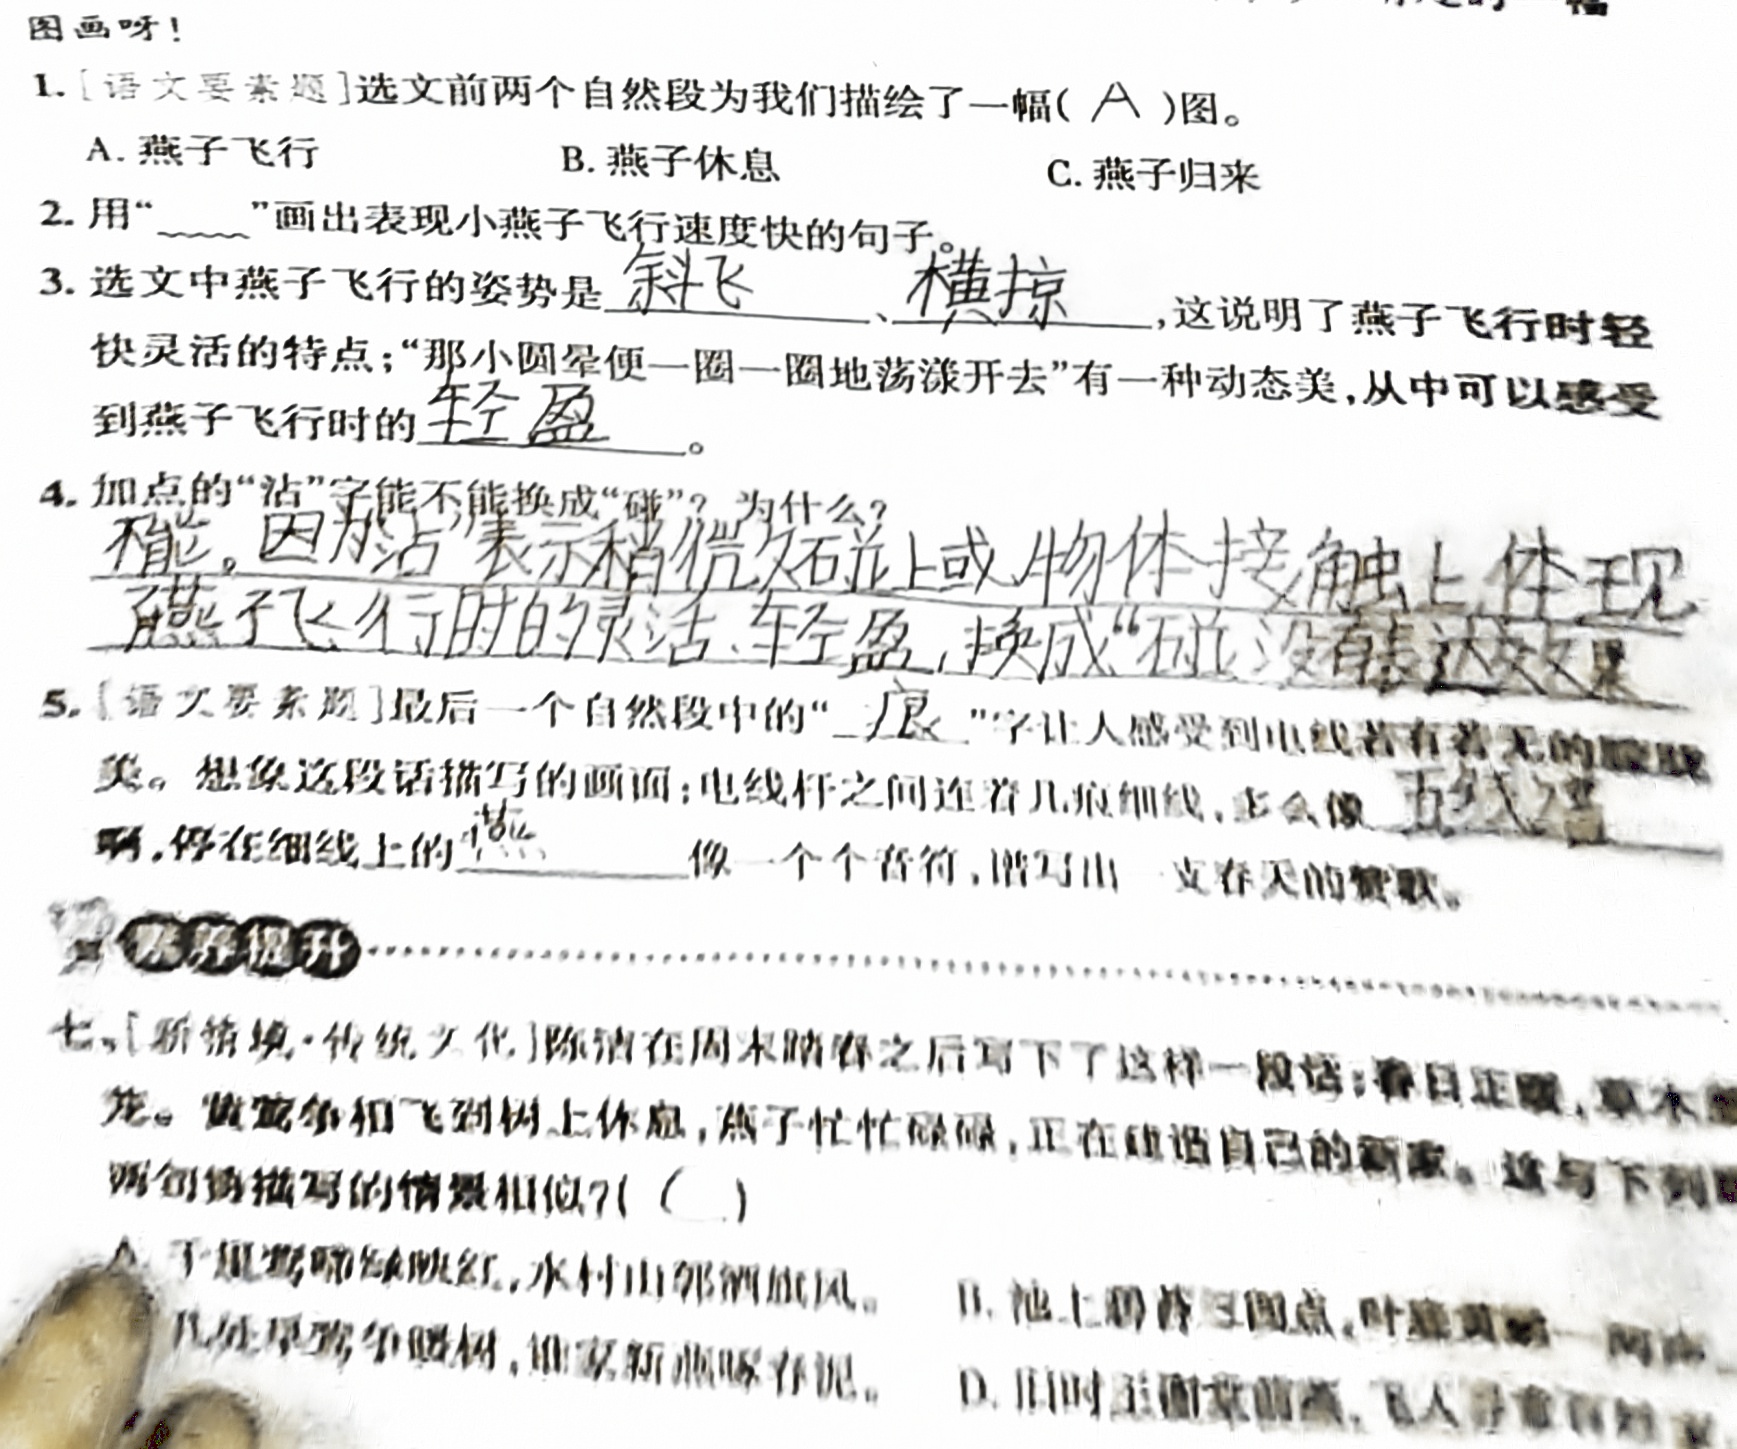 图画呀！
1.［语文要素题］选文前两个自然段为我们描绘了一幅( A )图。
A. 燕子飞行 B. 燕子休息 C. 燕子归来
2. 用“﹏﹏”画出表现小燕子飞行速度快的句子。
3. 选文中燕子飞行的姿势是斜飞、横掠,这说明了燕子飞行时轻
快灵活的特点;“那小圆晕便一圈一圈地荡漾开去”有一种动态美,从中可以感受
到燕子飞行时的轻盈。
4. 加点的“沾”字能不能换成“碰”？为什么？
不能。因为“沾”表示稍微碰上或物体接触上,体现
燕子飞行时的灵活、轻盈,换成“碰”没有表达效果
5.［语文要素题］最后一个自然段中的“痕”字让人感受到电线若有若无的朦胧
美。想象这段话描写的画面:电线杆之间连着几痕细线,多么像五线谱
啊,停在细线上的燕像一个个音符,谱写出一支春天的赞歌。
素养提升
七、［新情境·传统文化］陈洁在周末踏春之后写下了这样一段话:春日正暖,草木
茏。黄莺争相飞到树上休息,燕子忙忙碌碌,正在建造自己的新家。这与下列
两句诗描写的情景相似?( )
A. 千里莺啼绿映红,水村山郭酒旗风。 B. 池上碧苔三四点,叶底黄鹂一两声。
几处早莺争暖树,谁家新燕啄春泥。 D. 旧时王谢堂前燕,飞入寻常百姓家